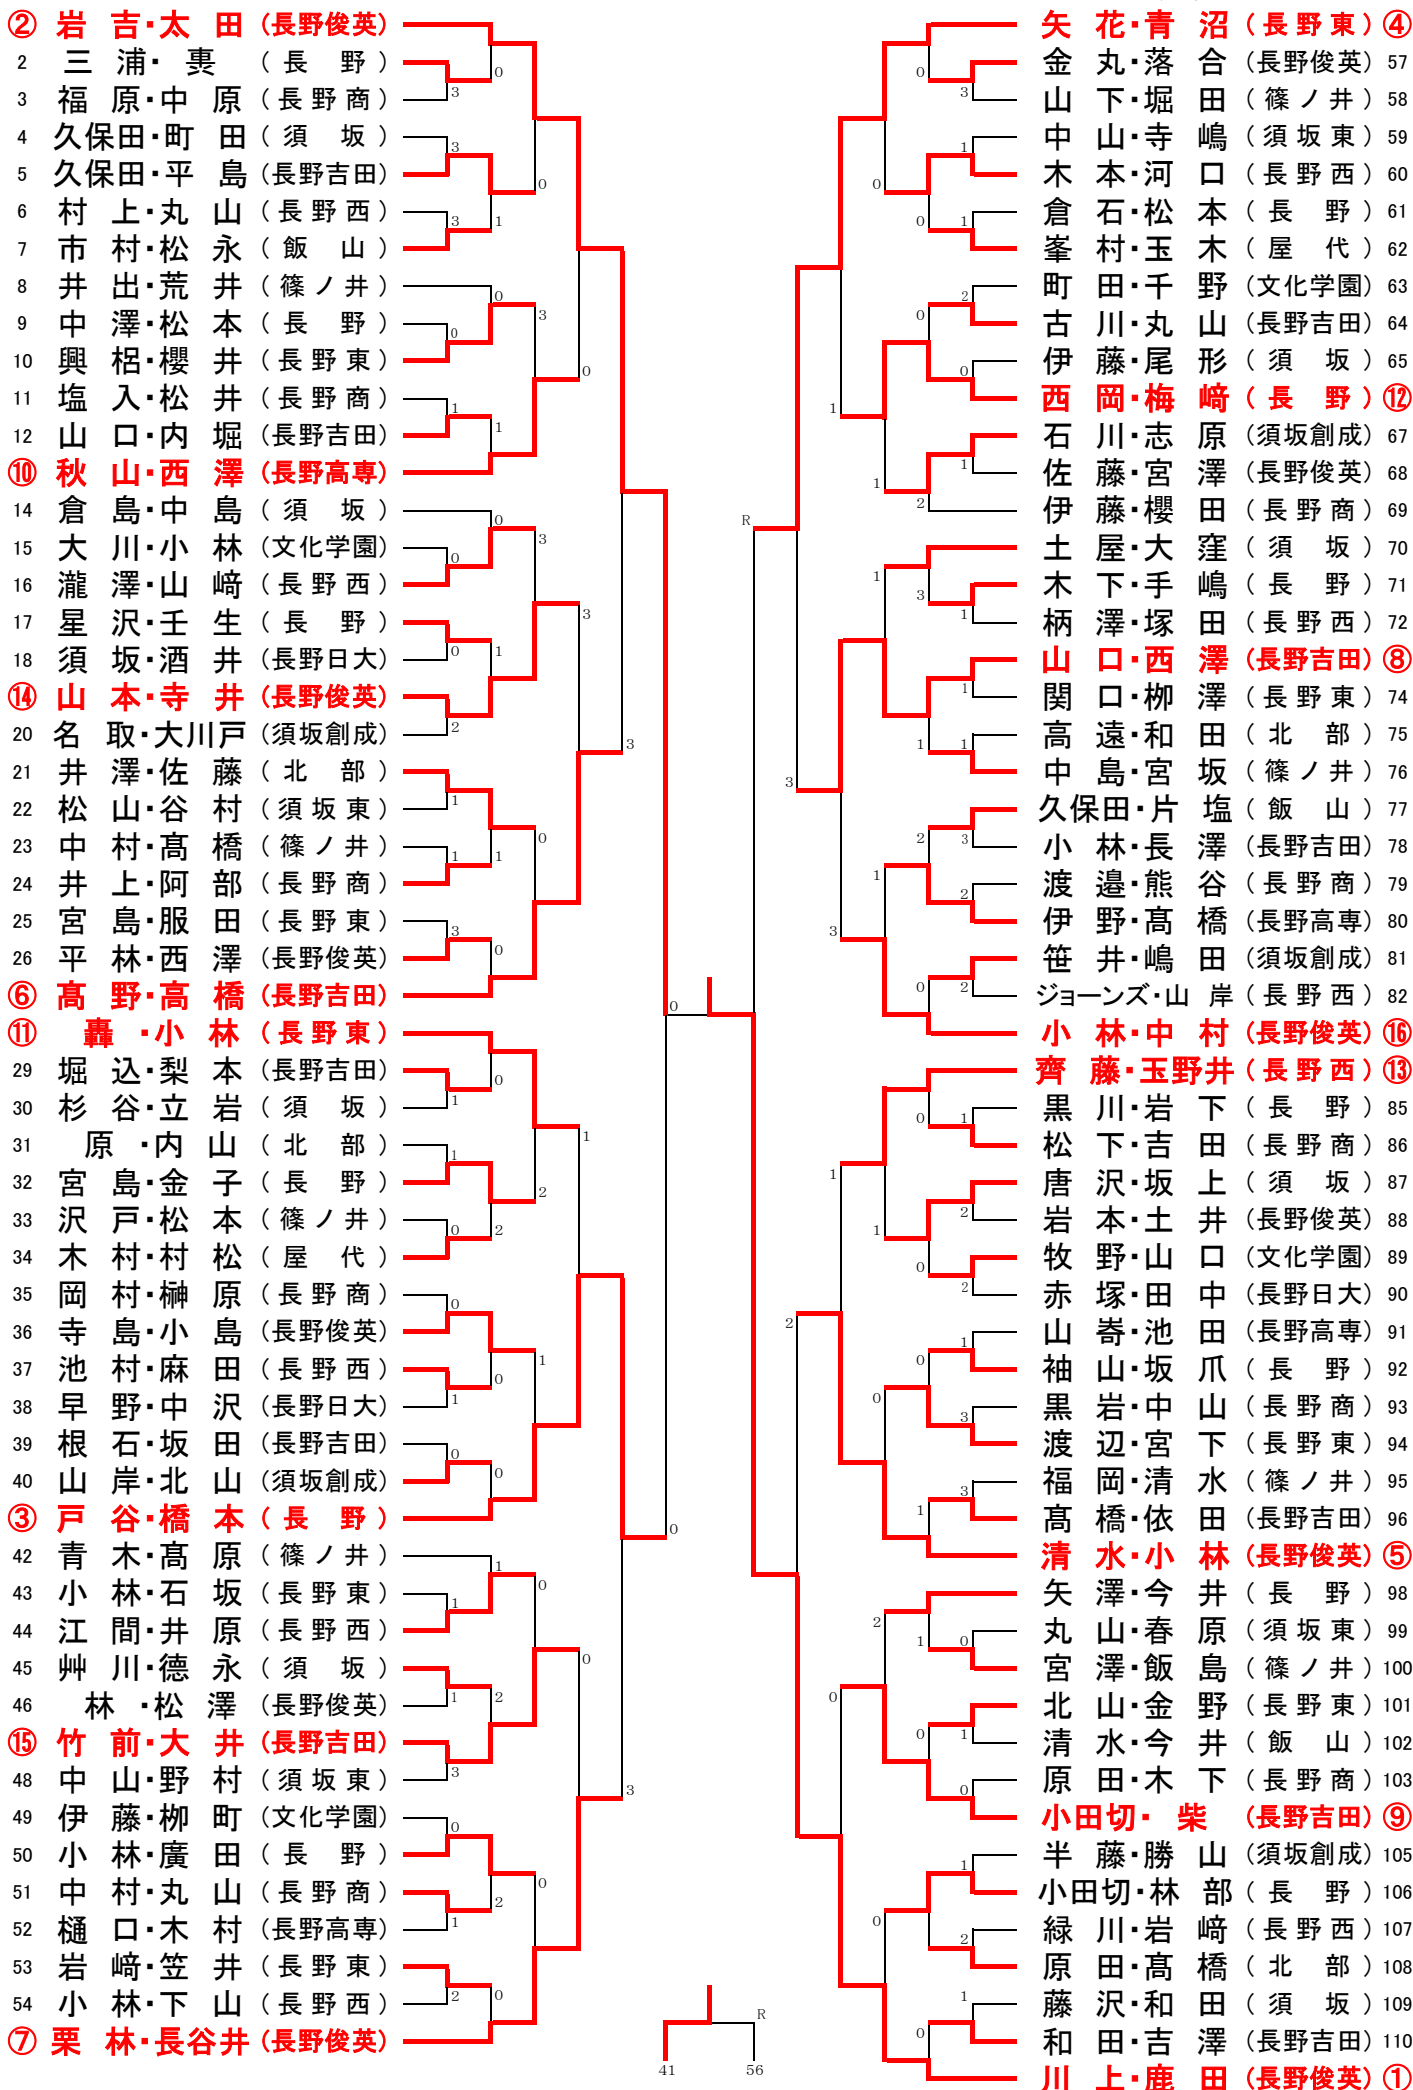 ② 岩 吉・太 田 (長野俊英)
2 三 浦・ 裏 ( 長 野 )
3 福 原・中 原 ( 長 野 商 )
4 久保田・町 田 ( 須 坂 )
5 久保田・平 島 (長野吉田)
6 村 上・丸 山 ( 長 野 西 )
7 市 村・松 永 ( 飯 山 )
8 井 出・荒 井 ( 篠 ノ 井 )
9 中 澤・松 本 ( 長 野 )
10 興 梠・櫻 井 ( 長 野 東 )
11 塩 入・松 井 ( 長 野 商 )
12 山 口・内 堀 (長野吉田)
⑩ 秋 山・西 澤 (長野高専)
14 倉 島・中 島 ( 須 坂 )
15 大 川・小 林 (文化学園)
16 瀧 澤・山 﨑 ( 長 野 西 )
17 星 沢・壬 生 ( 長 野 )
18 須 坂・酒 井 (長野日大)
⑭ 山 本・寺 井 (長野俊英)
20 名 取・大川戸 (須坂創成)
21 井 澤・佐 藤 ( 北 部 )
22 松 山・谷 村 ( 須 坂 東 )
23 中 村・髙 橋 ( 篠 ノ 井 )
24 井 上・阿 部 ( 長 野 商 )
25 宮 島・服 田 ( 長 野 東 )
26 平 林・西 澤 (長野俊英)
⑥ 髙 野・高 橋 (長野吉田)
⑪ 轟 ・小 林 ( 長 野 東 )
29 堀 込・梨 本 (長野吉田)
30 杉 谷・立 岩 ( 須 坂 )
31 原 ・内 山 ( 北 部 )
32 宮 島・金 子 ( 長 野 )
33 沢 戸・松 本 ( 篠 ノ 井 )
34 木 村・村 松 ( 屋 代 )
35 岡 村・榊 原 ( 長 野 商 )
36 寺 島・小 島 (長野俊英)
37 池 村・麻 田 ( 長 野 西 )
38 早 野・中 沢 (長野日大)
39 根 石・坂 田 (長野吉田)
40 山 岸・北 山 (須坂創成)
③ 戸 谷・橋 本 ( 長 野 )
42 青 木・髙 原 ( 篠 ノ 井 )
43 小 林・石 坂 ( 長 野 東 )
44 江 間・井 原 ( 長 野 西 )
45 艸 川・德 永 ( 須 坂 )
46 林 ・松 澤 (長野俊英)
⑮ 竹 前・大 井 (長野吉田)
48 中 山・野 村 ( 須 坂 東 )
49 伊 藤・栁 町 (文化学園)
50 小 林・廣 田 ( 長 野 )
51 中 村・丸 山 ( 長 野 商 )
52 樋 口・木 村 (長野高専)
53 岩 﨑・笠 井 ( 長 野 東 )
54 小 林・下 山 ( 長 野 西 )
⑦ 栗 林・長谷井 (長野俊英)
矢 花・青 沼 ( 長 野 東 ) ④
金 丸・落 合 (長野俊英) 57
山 下・堀 田 ( 篠 ノ 井 ) 58
中 山・寺 嶋 ( 須 坂 東 ) 59
木 本・河 口 ( 長 野 西 ) 60
倉 石・松 本 ( 長 野 ) 61
峯 村・玉 木 ( 屋 代 ) 62
町 田・千 野 (文化学園) 63
古 川・丸 山 (長野吉田) 64
伊 藤・尾 形 ( 須 坂 ) 65
西 岡・梅 﨑 ( 長 野 ) ⑫
石 川・志 原 (須坂創成) 67
佐 藤・宮 澤 (長野俊英) 68
伊 藤・櫻 田 ( 長 野 商 ) 69
土 屋・大 窪 ( 須 坂 ) 70
木 下・手 嶋 ( 長 野 ) 71
柄 澤・塚 田 ( 長 野 西 ) 72
山 口・西 澤 (長野吉田) ⑧
関 口・栁 澤 ( 長 野 東 ) 74
高 遠・和 田 ( 北 部 ) 75
中 島・宮 坂 ( 篠 ノ 井 ) 76
久保田・片 塩 ( 飯 山 ) 77
小 林・長 澤 (長野吉田) 78
渡 邉・熊 谷 ( 長 野 商 ) 79
伊 野・髙 橋 (長野高専) 80
笹 井・嶋 田 (須坂創成) 81
ジョーンズ・山 岸 ( 長 野 西 ) 82
小 林・中 村 (長野俊英) ⑯
齊 藤・玉野井 ( 長 野 西 ) ⑬
黒 川・岩 下 ( 長 野 ) 85
松 下・吉 田 ( 長 野 商 ) 86
唐 沢・坂 上 ( 須 坂 ) 87
岩 本・土 井 (長野俊英) 88
牧 野・山 口 (文化学園) 89
赤 塚・田 中 (長野日大) 90
山 嵜・池 田 (長野高専) 91
袖 山・坂 爪 ( 長 野 ) 92
黒 岩・中 山 ( 長 野 商 ) 93
渡 辺・宮 下 ( 長 野 東 ) 94
福 岡・清 水 ( 篠 ノ 井 ) 95
髙 橋・依 田 (長野吉田) 96
清 水・小 林 (長野俊英) ⑤
矢 澤・今 井 ( 長 野 ) 98
丸 山・春 原 ( 須 坂 東 ) 99
宮 澤・飯 島 ( 篠 ノ 井 ) 100
北 山・金 野 ( 長 野 東 ) 101
清 水・今 井 ( 飯 山 ) 102
原 田・木 下 ( 長 野 商 ) 103
小田切・ 柴 (長野吉田) ⑨
半 藤・勝 山 (須坂創成) 105
小田切・林 部 ( 長 野 ) 106
緑 川・岩 﨑 ( 長 野 西 ) 107
原 田・髙 橋 ( 北 部 ) 108
藤 沢・和 田 ( 須 坂 ) 109
和 田・吉 澤 (長野吉田) 110
川 上・鹿 田 (長野俊英) ①
R
R
41 56